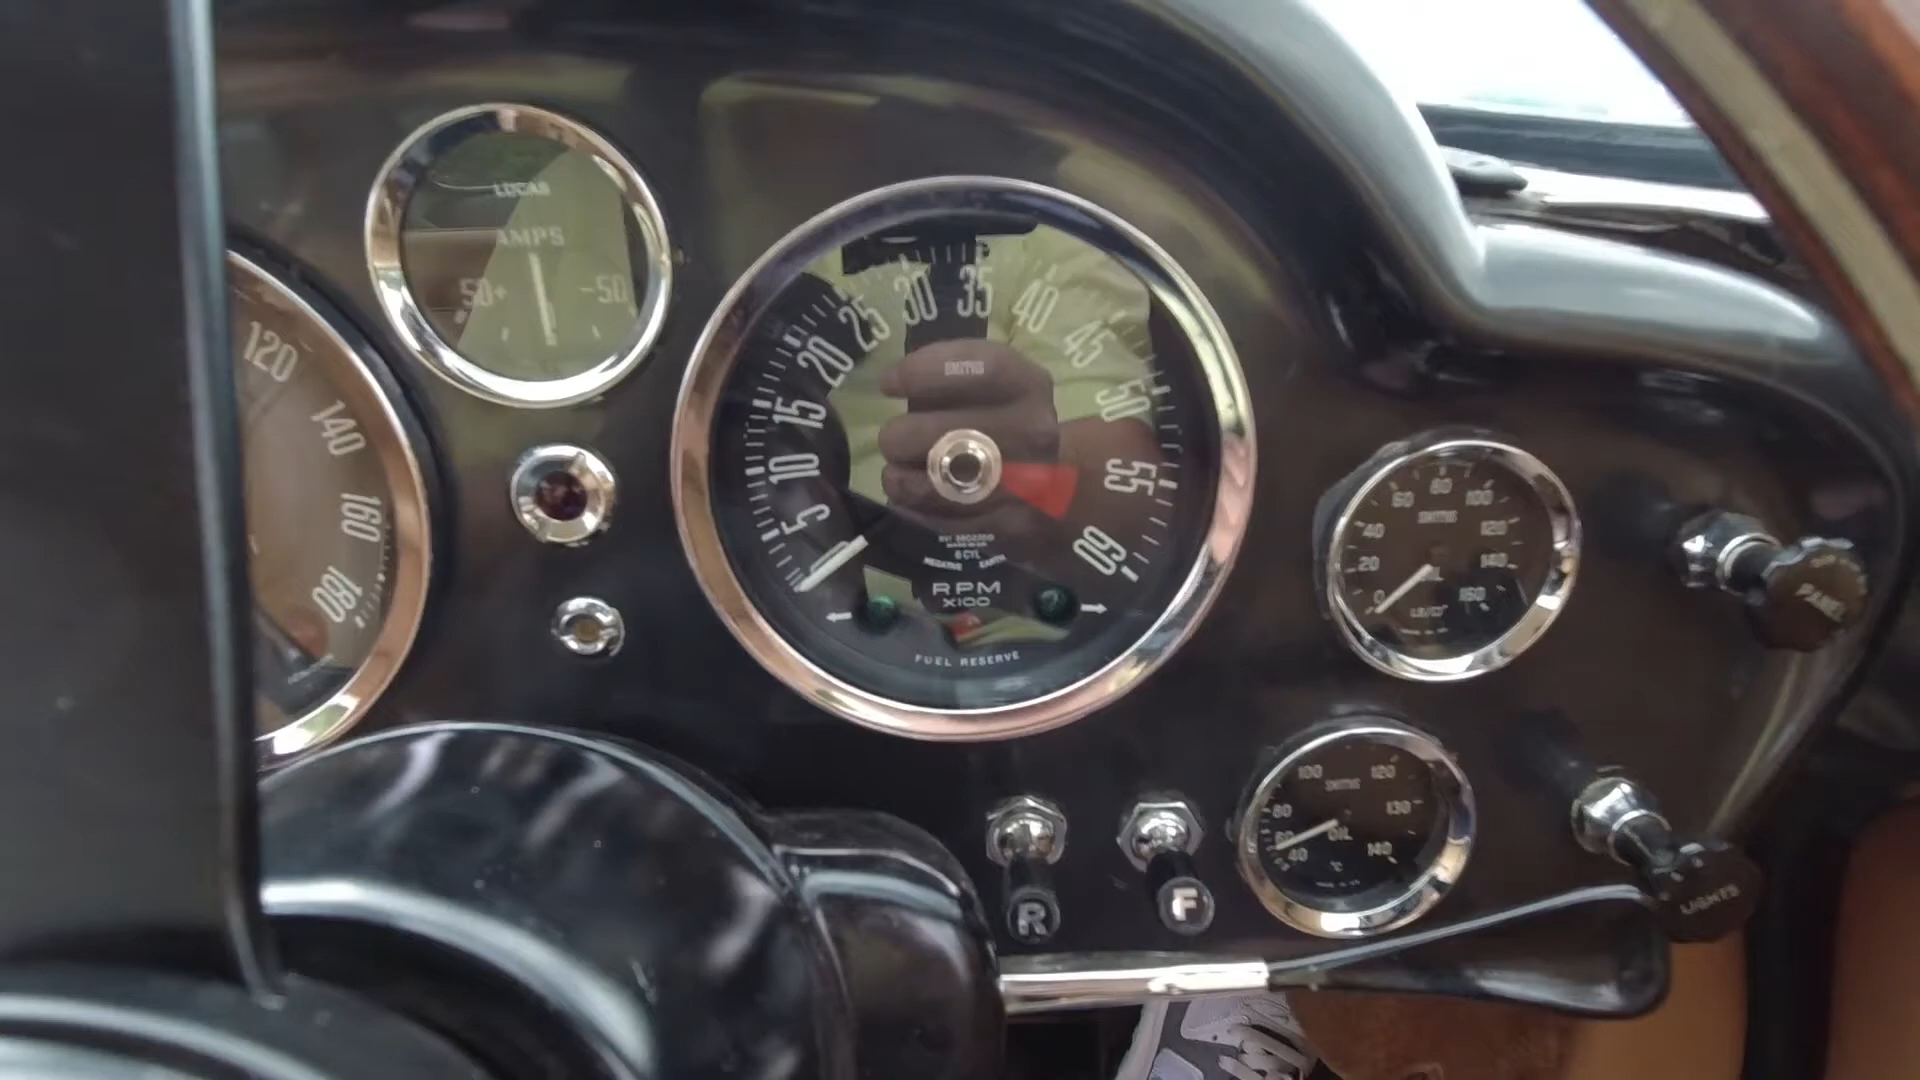 LUCAS
AMPS
50+ -50
120
140
160
180
0 5 10 15 20 25 30 35 40 45 50 55 60
SMITHS
6 CYL
NEGATIVE EARTH
RPM
X100
FUEL RESERVE
0 20 40 60 80 100 120 140 160
SMITHS
OIL
PANEL
40 60 80 100 120 130 140
SMITHS
OIL
°C
LIGHTS
R
F